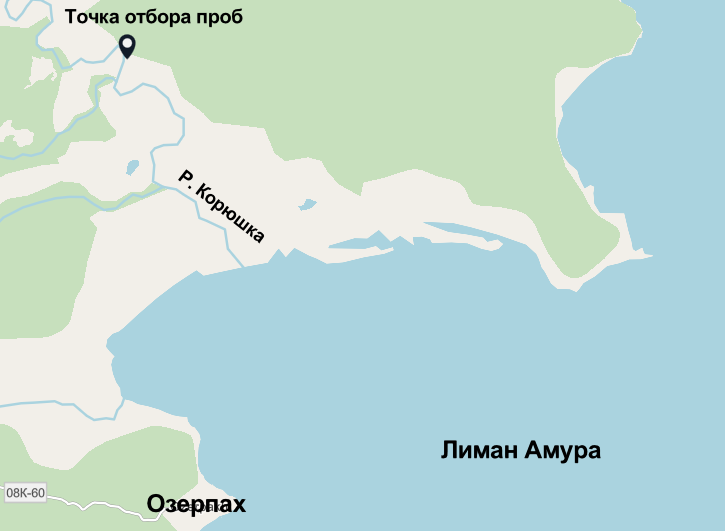 Точка отбора проб
Р. Корюшка
Лиман Амура
08К-60
Озерпах